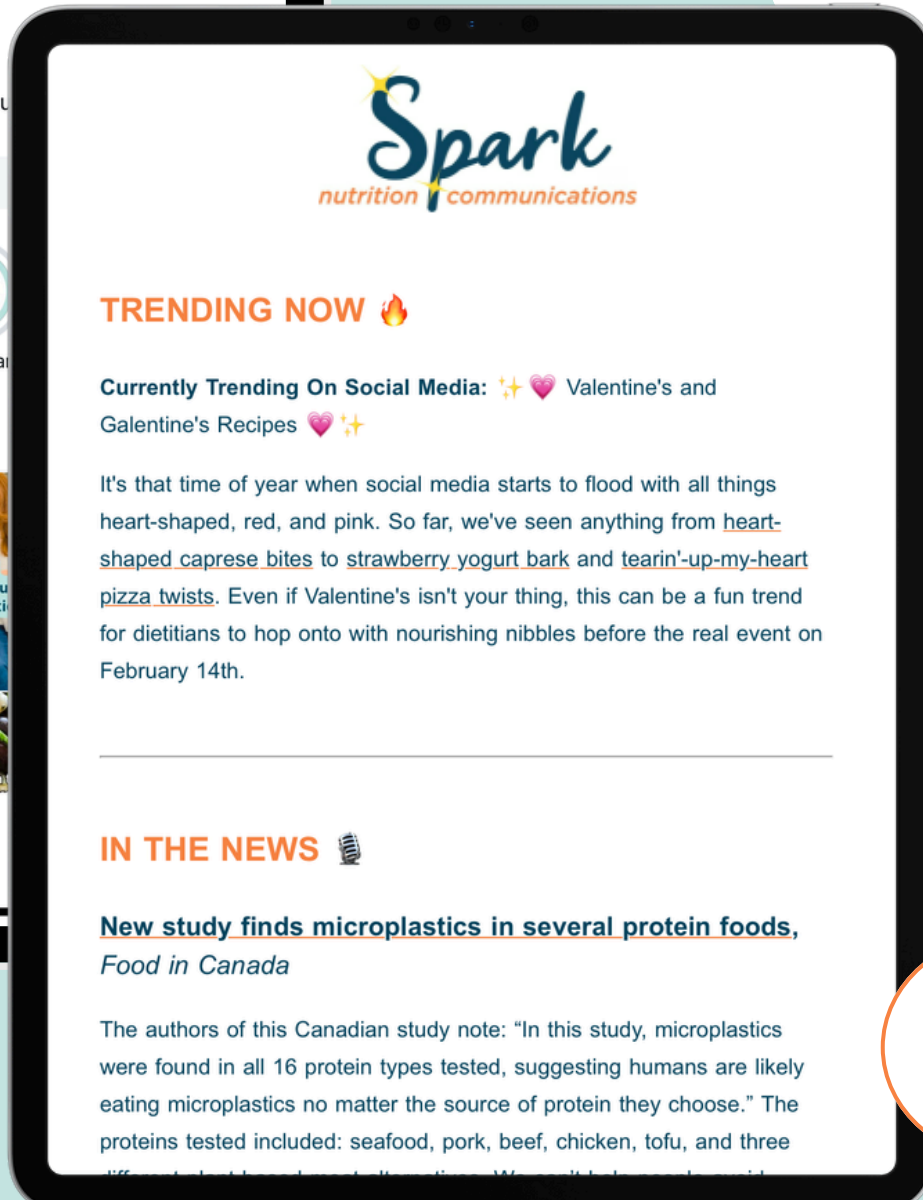 Spark
nutrition communications
TRENDING NOW 🔥
Currently Trending On Social Media: ✨💗 Valentine's and
Galentine's Recipes 💗✨
It's that time of year when social media starts to flood with all things
heart-shaped, red, and pink. So far, we've seen anything from heart-
shaped caprese bites to strawberry yogurt bark and tearin'-up-my-heart
pizza twists. Even if Valentine's isn't your thing, this can be a fun trend
for dietitians to hop onto with nourishing nibbles before the real event on
February 14th.
IN THE NEWS 🎙️
New study finds microplastics in several protein foods,
Food in Canada
The authors of this Canadian study note: “In this study, microplastics
were found in all 16 protein types tested, suggesting humans are likely
eating microplastics no matter the source of protein they choose.” The
proteins tested included: seafood, pork, beef, chicken, tofu, and three